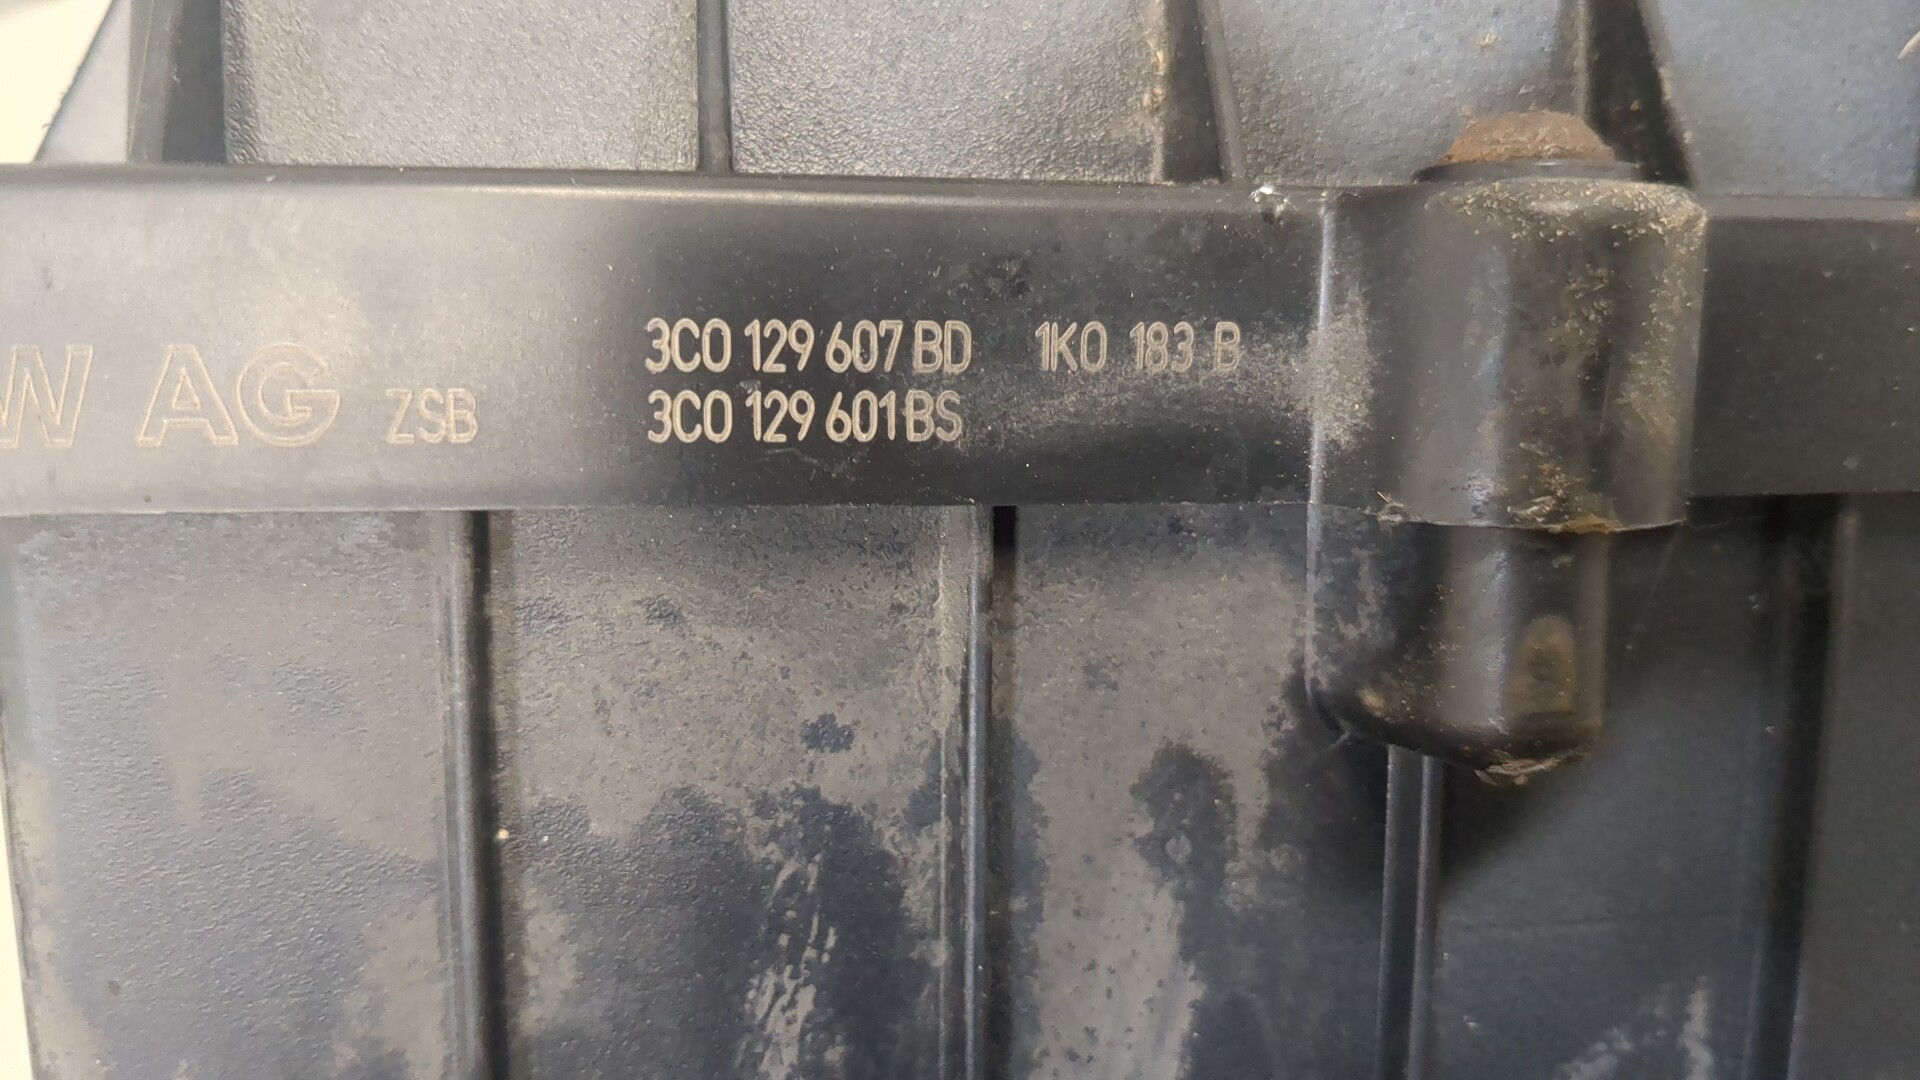 W AG ZSB 3C0 129 607 BD 1K0 183 B
3C0 129 601 BS